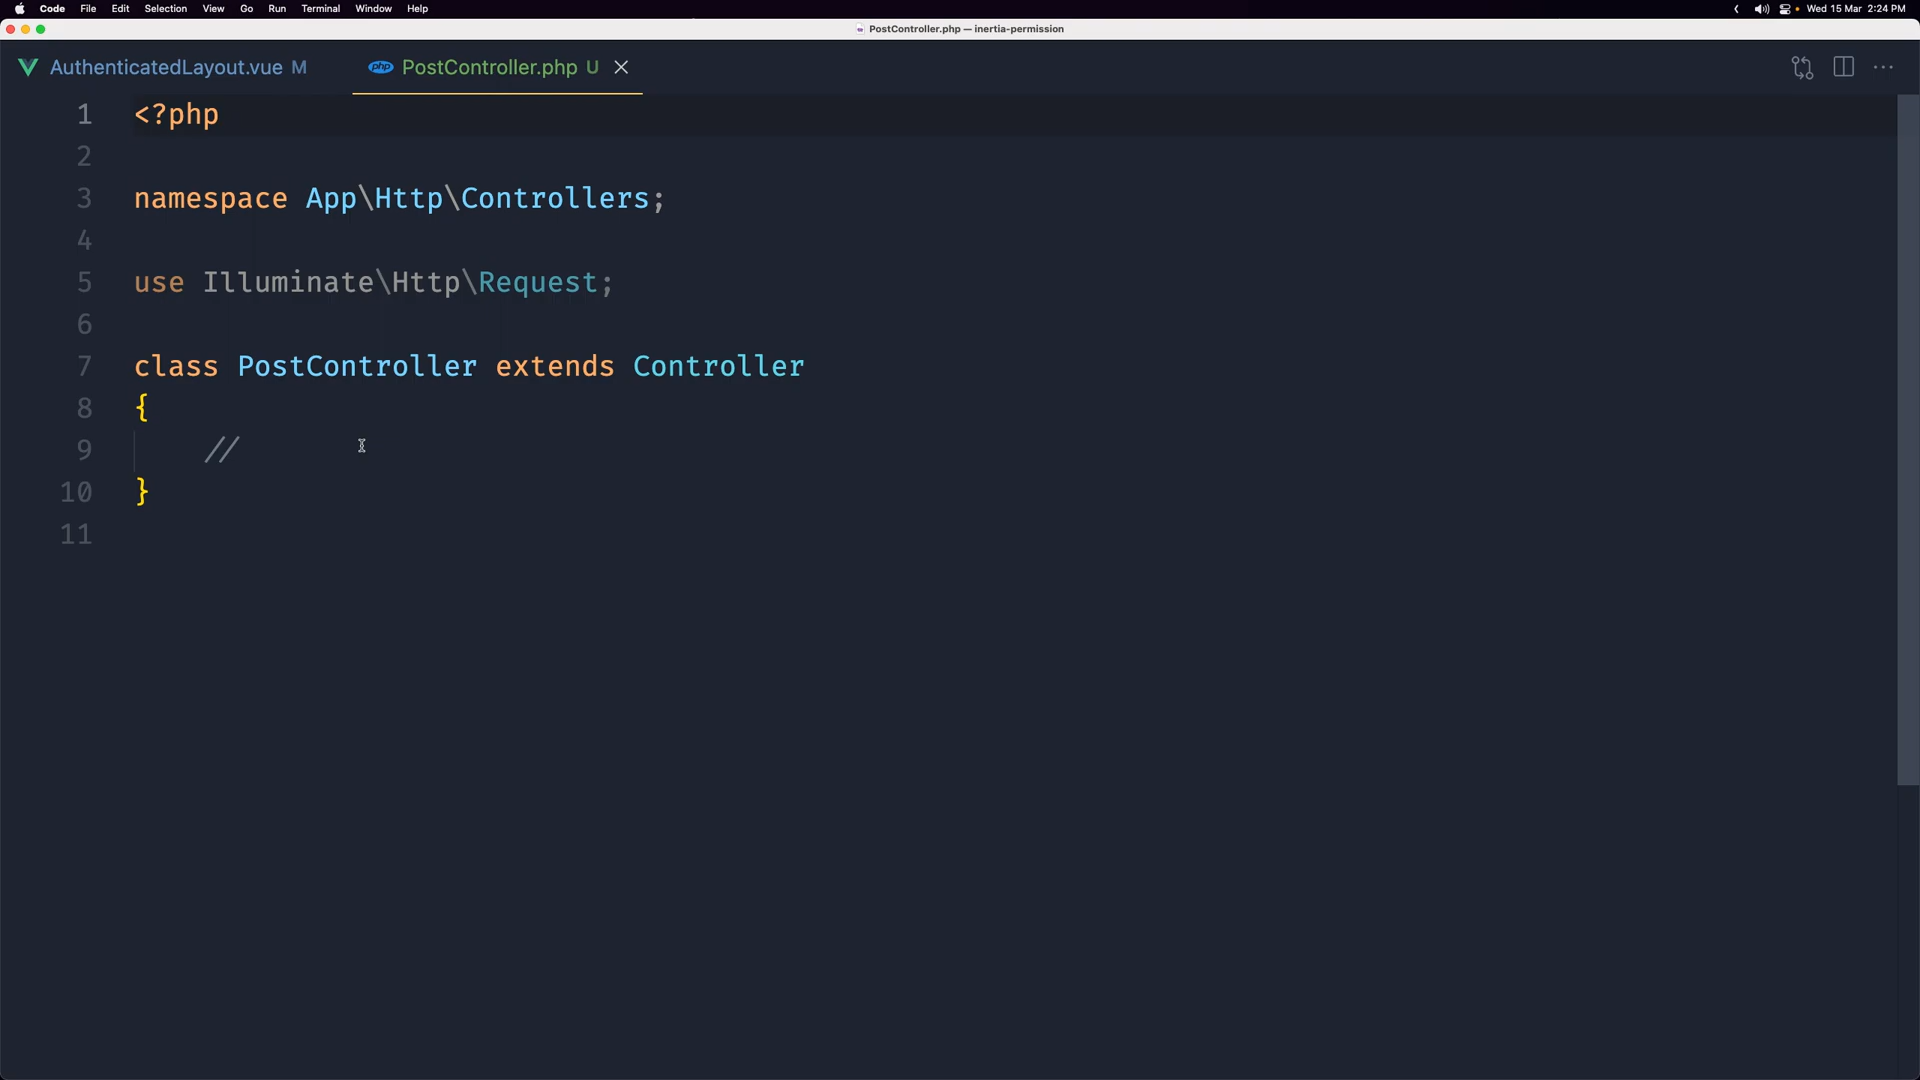 Code File Edit Selection View Go Run Terminal Window Help Wed 15 Mar 2:24 PM
PostController.php — inertia-permission
AuthenticatedLayout.vue M php PostController.php U
1 <?php
2
3 namespace App\Http\Controllers;
4
5 use Illuminate\Http\Request;
6
7 class PostController extends Controller
8 {
9 //
10 }
11